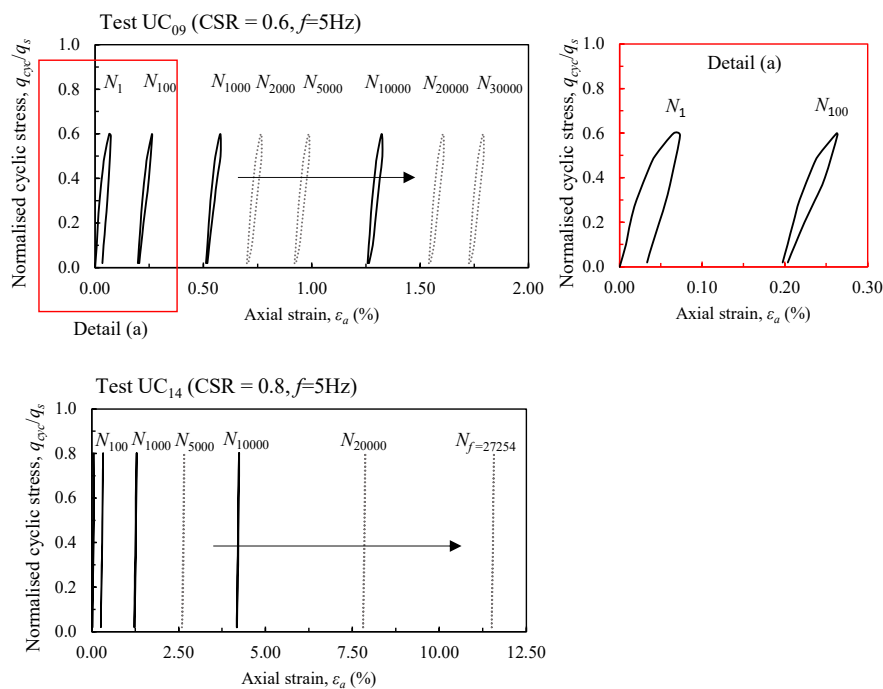 Test UC09 (CSR = 0.6, f=5Hz)
Normalised cyclic stress, qcyc/qs
1.0
0.8
0.6
0.4
0.2
0.0
N1
N100
N1000
N2000
N5000
N10000
N20000
N30000
0.00
0.50
1.00
1.50
2.00
Axial strain, εa (%)
Detail (a)
Normalised cyclic stress, qcyc/qs
1.0
0.8
0.6
0.4
0.2
0.0
Detail (a)
N1
N100
0.00
0.10
0.20
0.30
Axial strain, εa (%)
Test UC14 (CSR = 0.8, f=5Hz)
Normalised cyclic stress, qcyc/qs
1.0
0.8
0.6
0.4
0.2
0.0
N100
N1000
N5000
N10000
N20000
Nf=27254
0.00
2.50
5.00
7.50
10.00
12.50
Axial strain, εa (%)